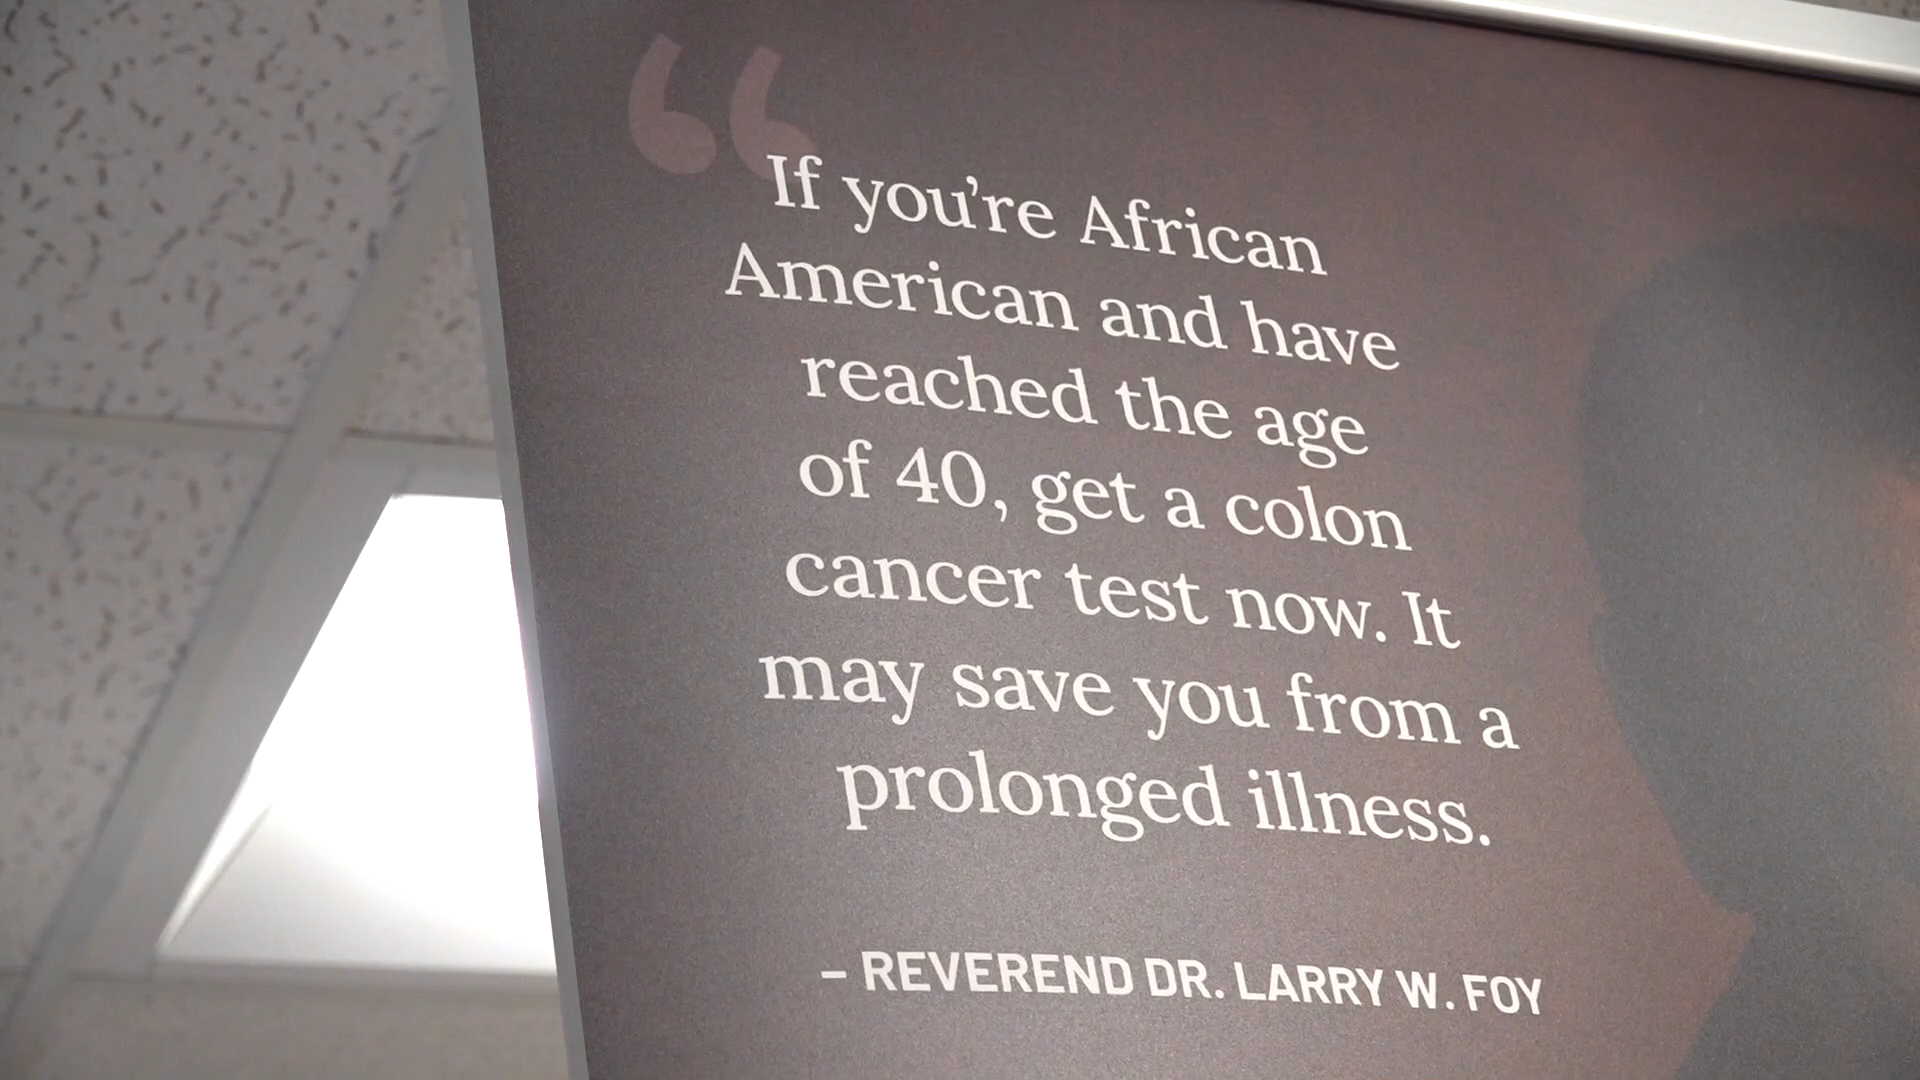 “
If you’re African
American and have
reached the age
of 40, get a colon
cancer test now. It
may save you from a
prolonged illness.
– REVEREND DR. LARRY W. FOY